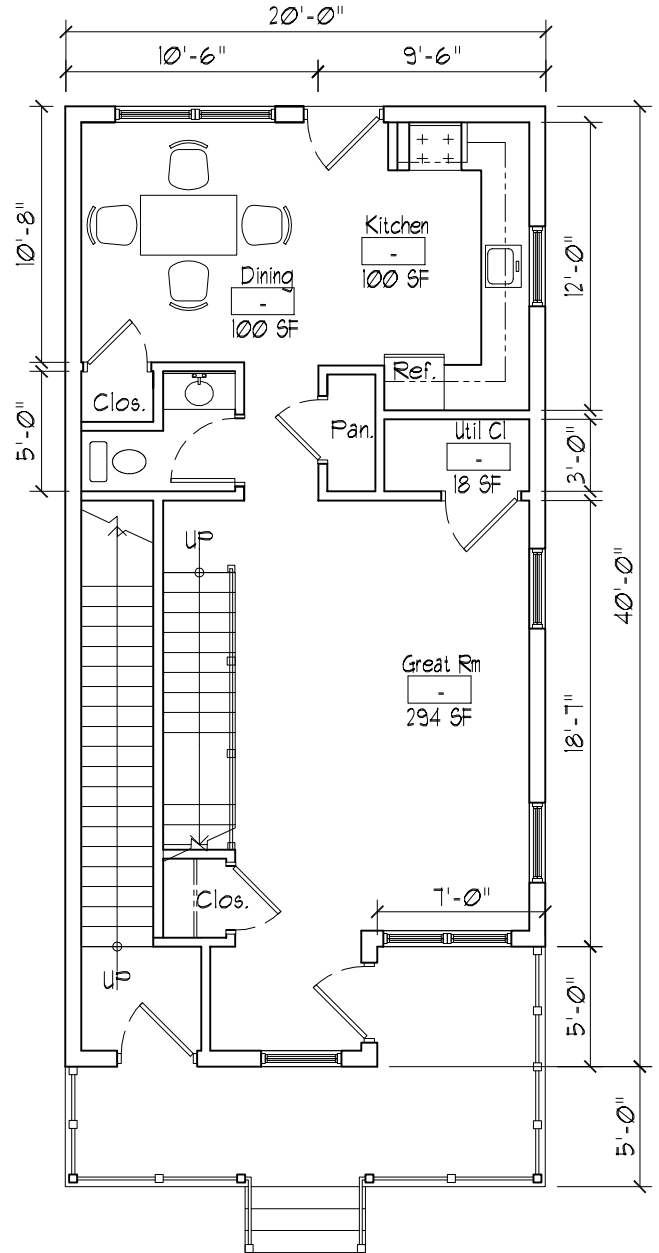 20'-0"
10'-6"
9'-6"
10'-8"
Kitchen
-
100 SF
12'-0"
Dining
-
100 SF
Ref.
Clos.
5'-0"
Pan.
Util Cl
-
18 SF
3'-0"
UP
40'-0"
Great Rm
-
294 SF
18'-7"
Clos.
7'-0"
UP
5'-0"
5'-0"